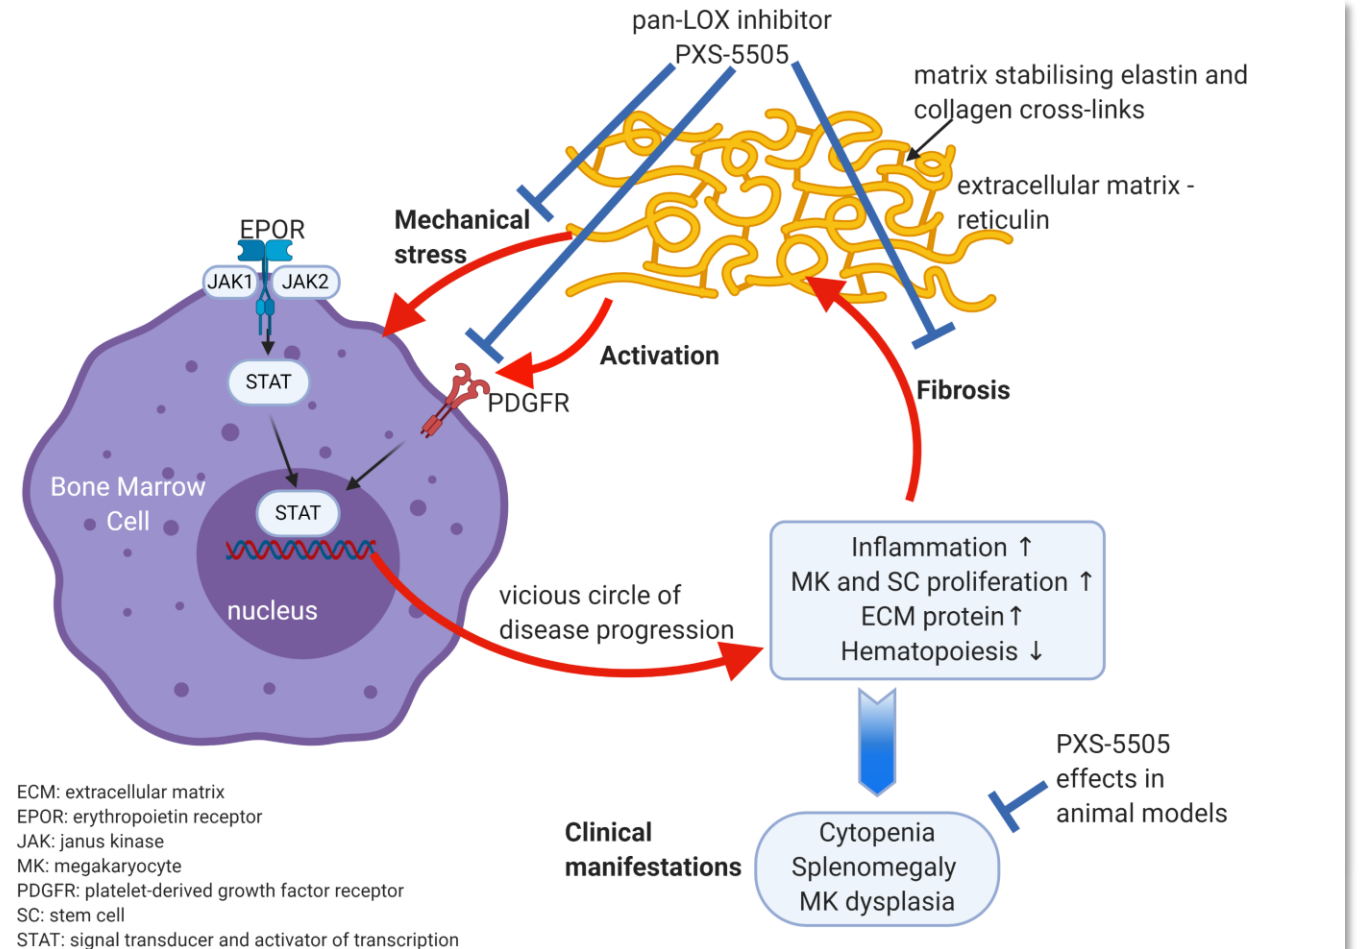 pan-LOX inhibitor
PXS-5505
matrix stabilising elastin and
collagen cross-links
extracellular matrix -
reticulin
Mechanical
stress
EPOR
JAK1
JAK2
STAT
Activation
PDGFR
Fibrosis
Bone Marrow
Cell
STAT
nucleus
vicious circle of
disease progression
Inflammation ↑
MK and SC proliferation ↑
ECM protein↑
Hematopoiesis ↓
PXS-5505
effects in
animal models
Clinical
manifestations
Cytopenia
Splenomegaly
MK dysplasia
ECM: extracellular matrix
EPOR: erythropoietin receptor
JAK: janus kinase
MK: megakaryocyte
PDGFR: platelet-derived growth factor receptor
SC: stem cell
STAT: signal transducer and activator of transcription